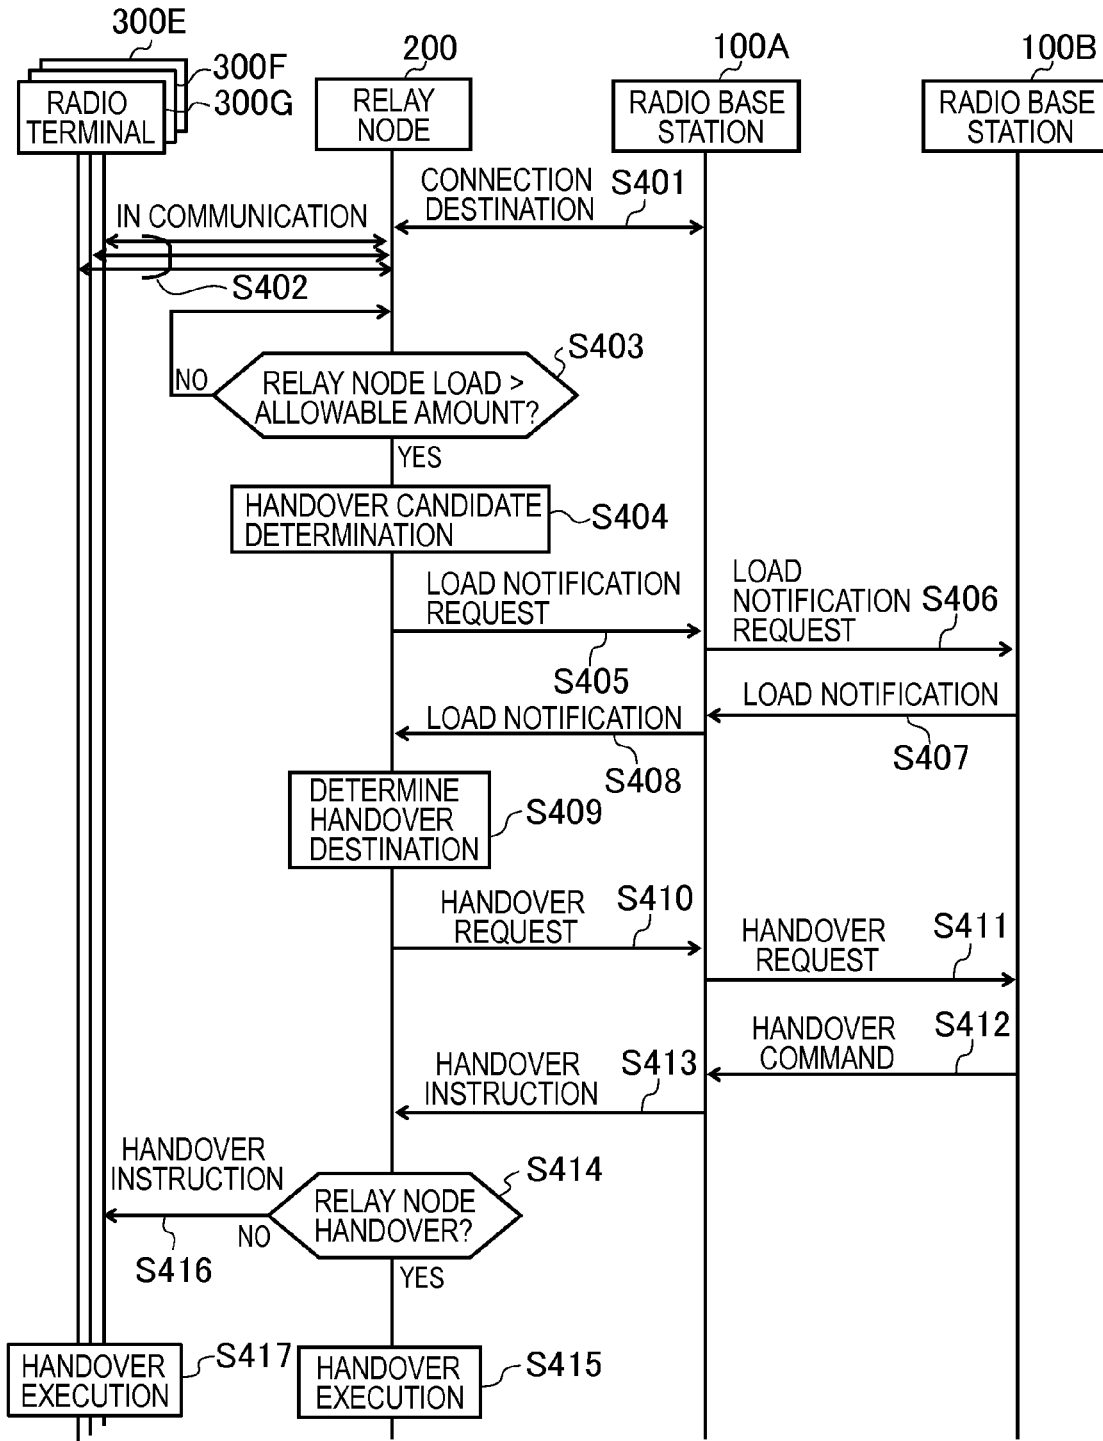 300E
300F
300G
RADIO
TERMINAL
200
RELAY
NODE
100A
RADIO BASE
STATION
100B
RADIO BASE
STATION
CONNECTION
DESTINATION
S401
IN COMMUNICATION
S402
S403
NO
RELAY NODE LOAD >
ALLOWABLE AMOUNT?
YES
HANDOVER CANDIDATE
DETERMINATION
S404
LOAD NOTIFICATION
REQUEST
S405
LOAD
NOTIFICATION
REQUEST
S406
LOAD NOTIFICATION
S407
LOAD NOTIFICATION
S408
DETERMINE
HANDOVER
DESTINATION
S409
HANDOVER
REQUEST
S410
HANDOVER
REQUEST
S411
HANDOVER
COMMAND
S412
HANDOVER
INSTRUCTION
S413
HANDOVER
INSTRUCTION
S414
RELAY NODE
HANDOVER?
NO
S416
YES
HANDOVER
EXECUTION
S417
HANDOVER
EXECUTION
S415